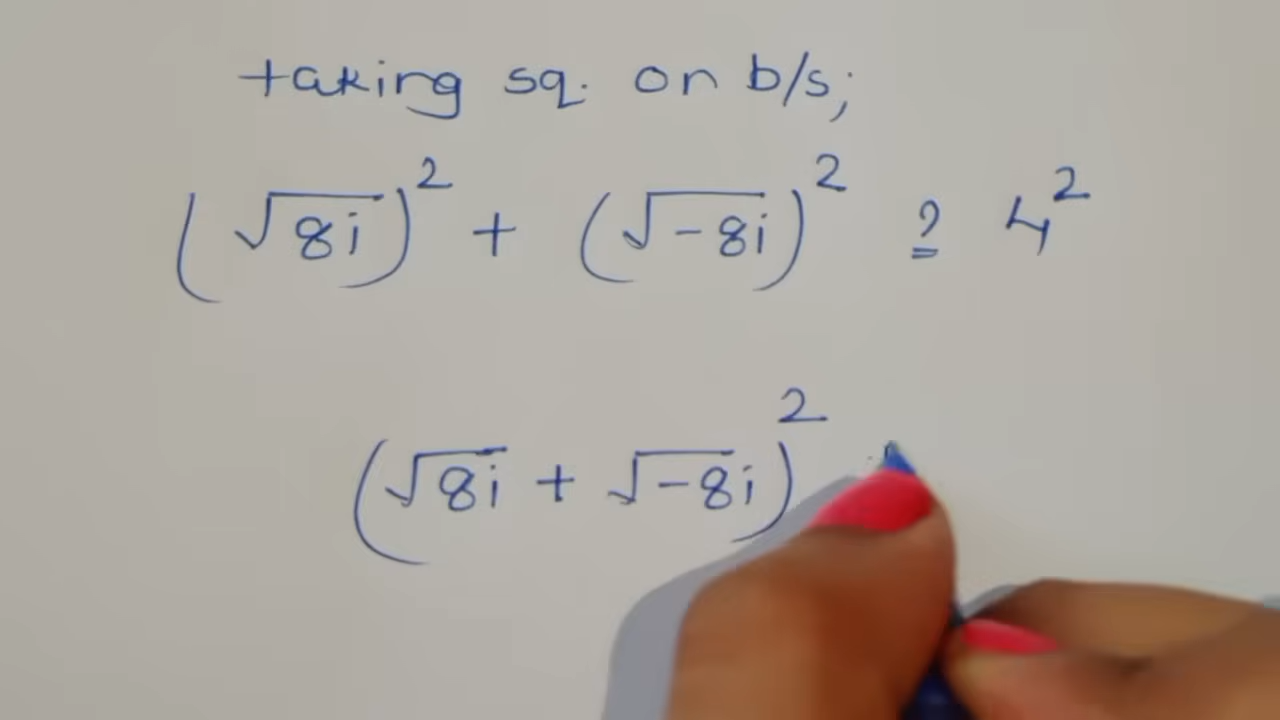 taking sq. on b/s;
(√8i)² + (√-8i)² ≟ 4²
(√8i + √-8i)²